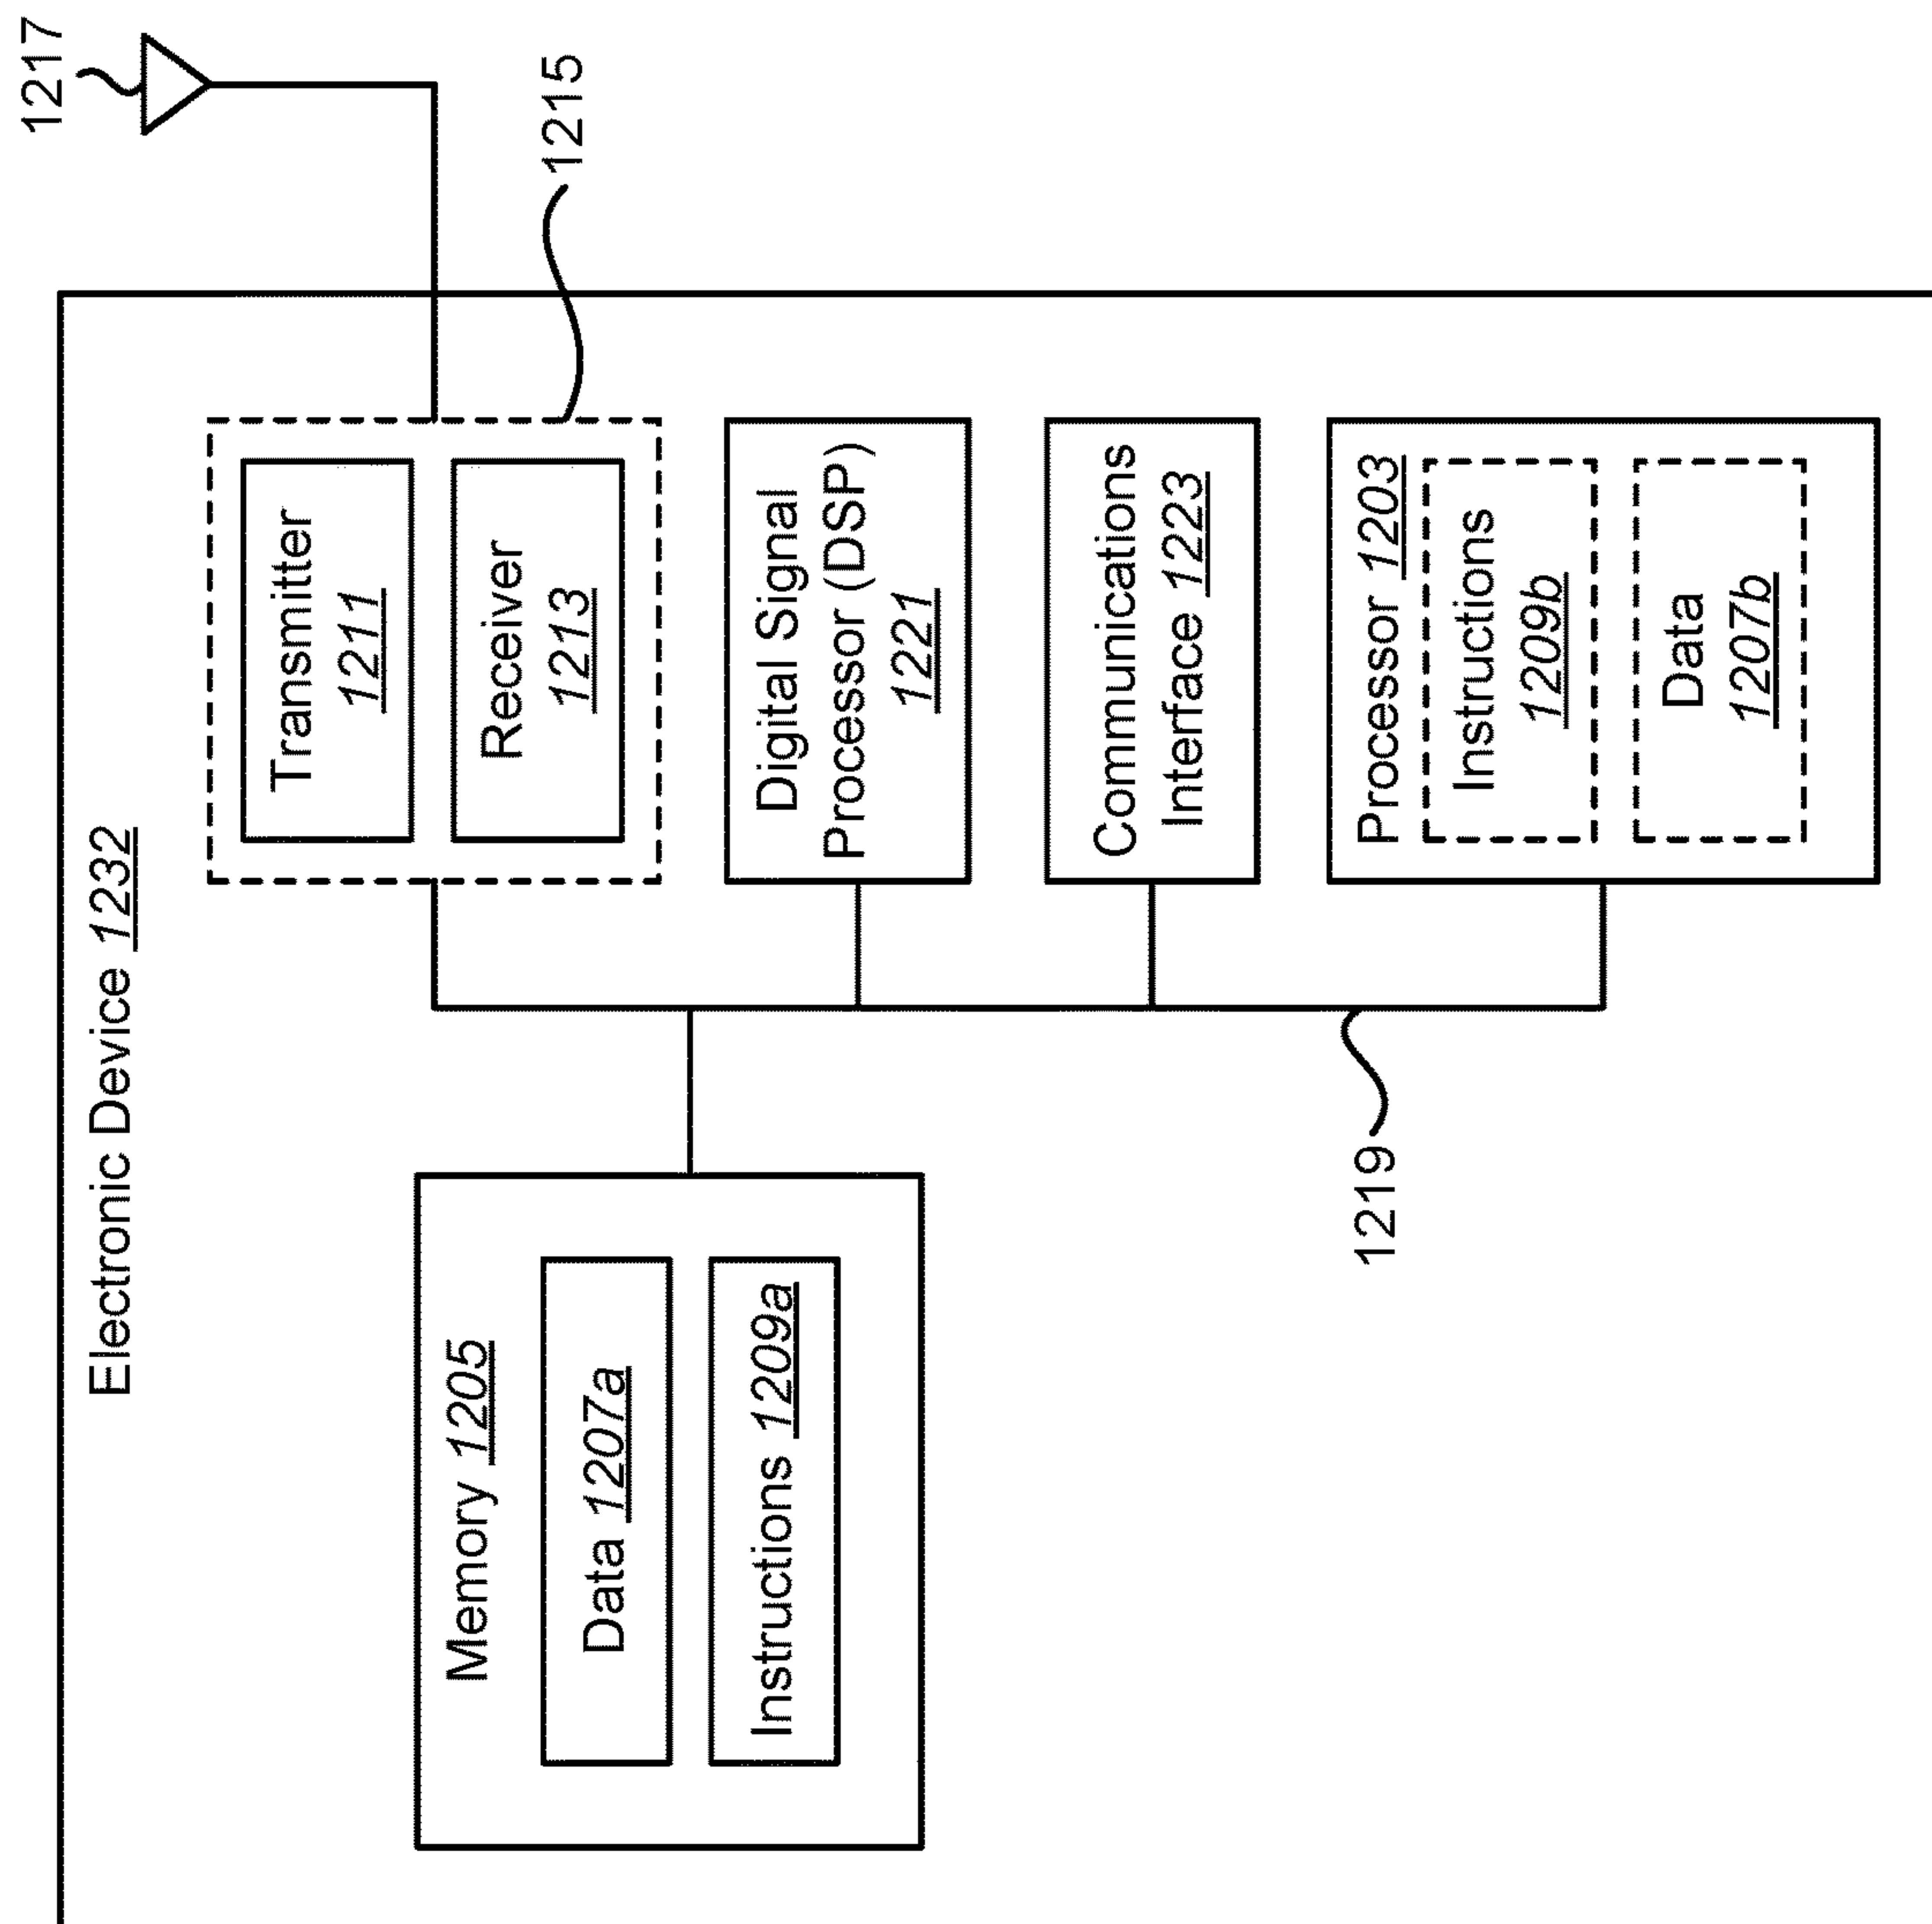 Electronic Device 1232
1217
Transmitter
1211
Receiver
1213
1215
Memory 1205
Data 1207a
Instructions 1209a
Digital Signal
Processor (DSP)
1221
Communications
Interface 1223
1219
Processor 1203
Instructions
1209b
Data
1207b